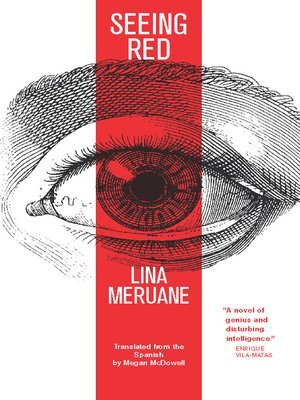 SEEING
RED
LINA
MERUANE
"A novel of
genius and
disturbing
intelligence."
ENRIQUE
VILA-MATAS
Translated from the
Spanish
by Megan McDowell